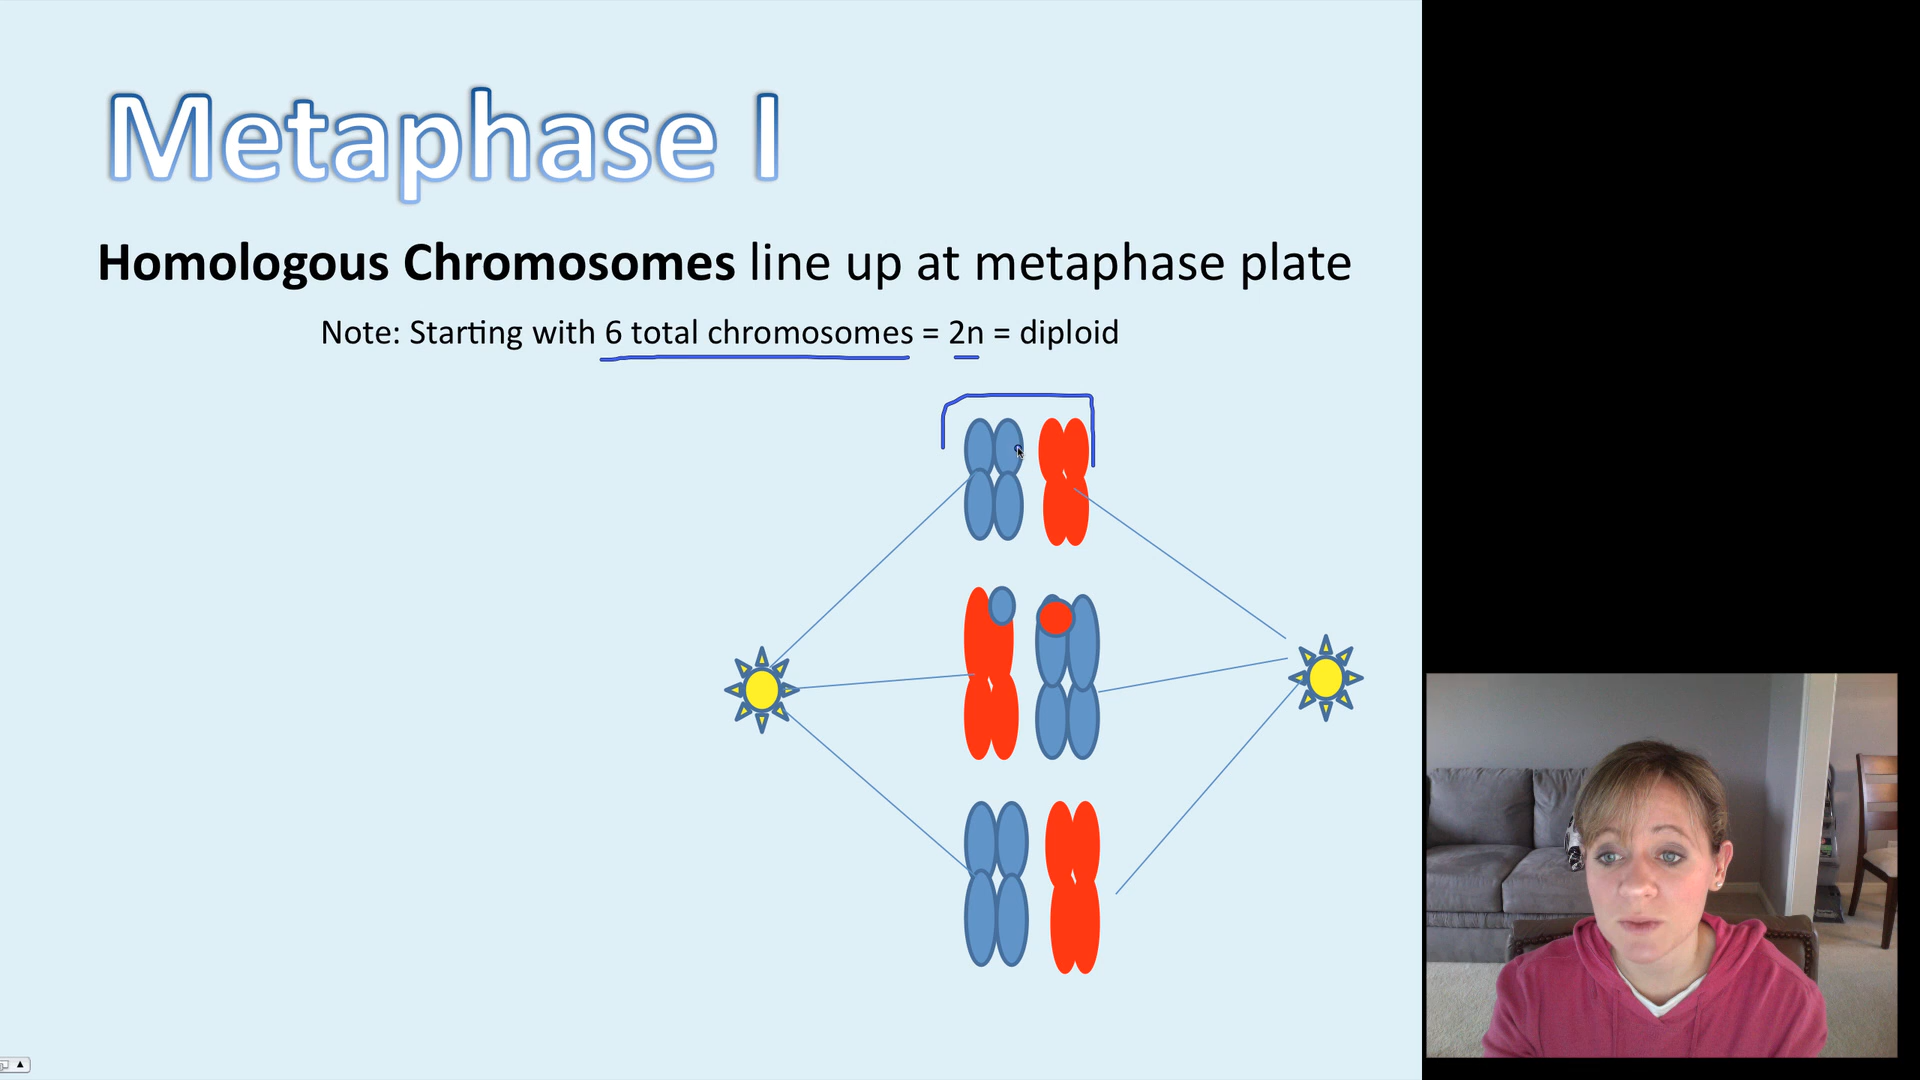 Metaphase I
Homologous Chromosomes line up at metaphase plate
Note: Starting with 6 total chromosomes = 2n = diploid